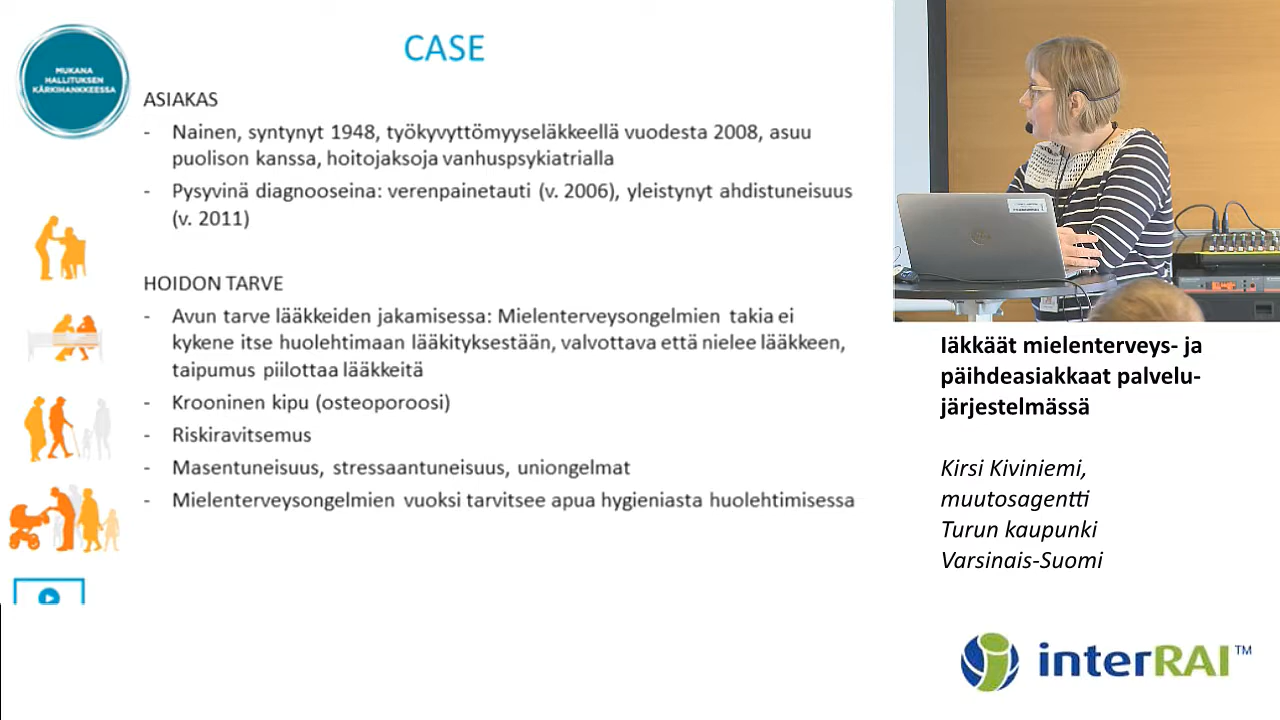 CASE
MUKANA
HALLITUKSEN
KÄRKIHANKKEESSA
ASIAKAS
- Nainen, syntynyt 1948, työkyvyttömyyseläkkeellä vuodesta 2008, asuu
puolison kanssa, hoitojaksoja vanhuspsykiatrialla
- Pysyvinä diagnooseina: verenpainetauti (v. 2006), yleistynyt ahdistuneisuus
(v. 2011)
HOIDON TARVE
- Avun tarve lääkkeiden jakamisessa: Mielenterveysongelmien takia ei
kykene itse huolehtimaan lääkityksestään, valvottava että nielee lääkkeen,
taipumus piilottaa lääkkeitä
- Krooninen kipu (osteoporoosi)
- Riskiravitsemus
- Masentuneisuus, stressaantuneisuus, uniongelmat
- Mielenterveysongelmien vuoksi tarvitsee apua hygieniasta huolehtimisessa
Iäkkäät mielenterveys- ja
päihdeasiakkaat palvelu-
järjestelmässä
Kirsi Kiviniemi,
muutosagentti
Turun kaupunki
Varsinais-Suomi
interRAI™